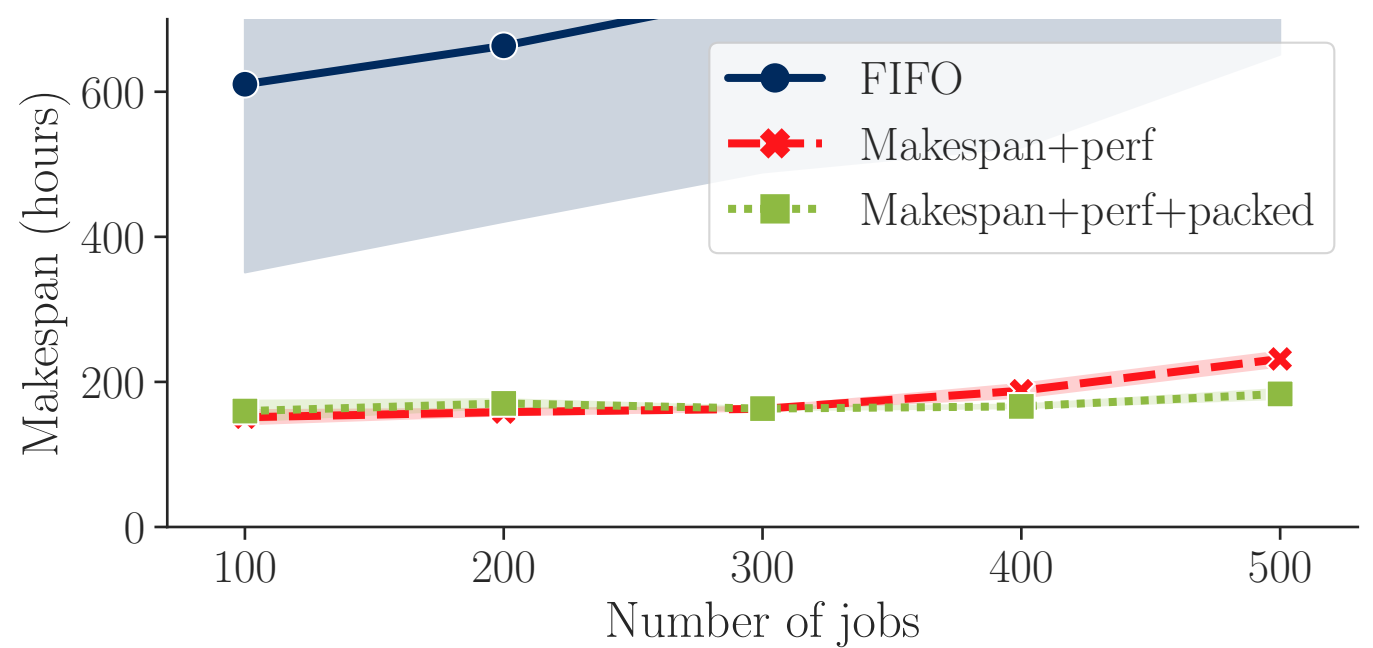 Makespan (hours)
600
400
200
0
FIFO
Makespan+perf
Makespan+perf+packed
100 200 300 400 500
Number of jobs